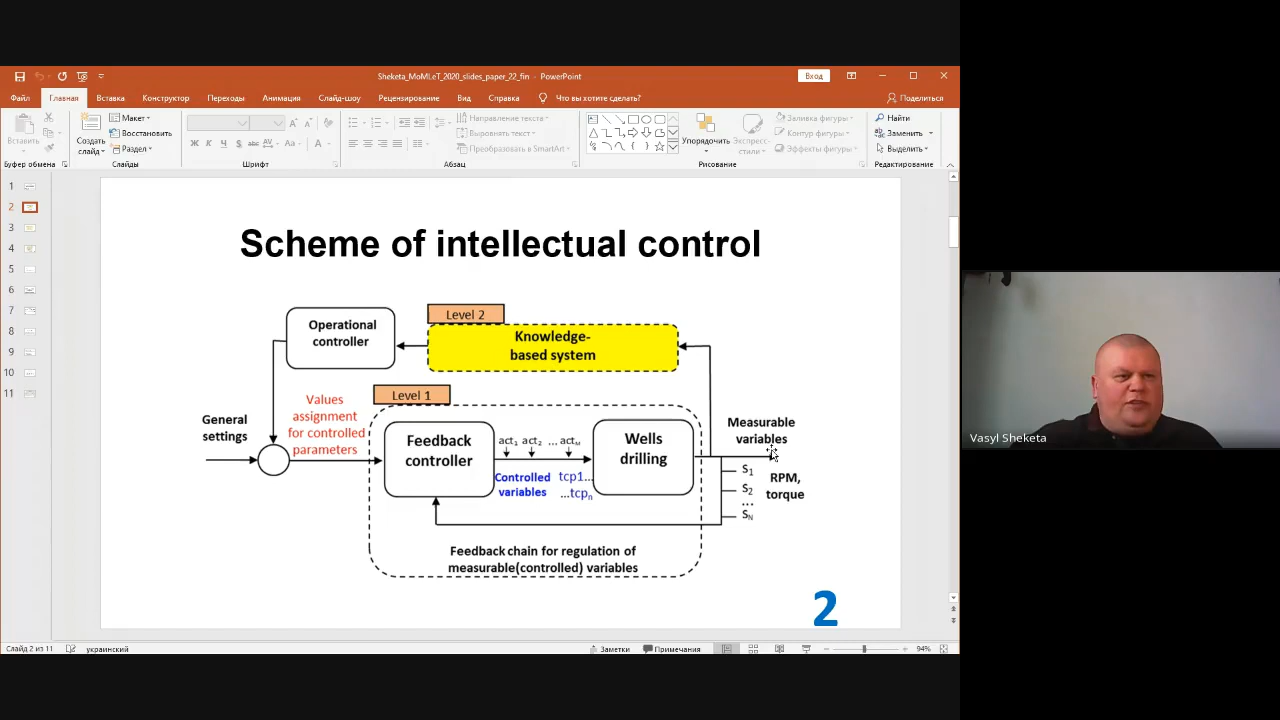 Sheketa_MoMLeT_2020_slides_paper_22_fin - PowerPoint
Вход
Файл Главная Вставка Конструктор Переходы Анимация Слайд-шоу Рецензирование Вид Справка Что вы хотите сделать? Поделиться
Вставить
Создать слайд
Макет
Восстановить
Раздел
Ж К Ч S abc AV Aa A
Направление текста
Выровнять текст
Преобразовать в SmartArt
Упорядочить
Экспресс-стили
Заливка фигуры
Контур фигуры
Эффекты фигуры
Найти
Заменить
Выделить
Буфер обмена Слайды Шрифт Абзац Рисование Редактирование
1
2
3
4
5
6
7
8
9
10
11
Scheme of intellectual control
Operational
controller
Level 2
Knowledge-
based system
Level 1
General
settings
Values
assignment
for controlled
parameters
Feedback
controller
act1 act2 ... actM
Controlled
variables
tcp1...
...tcpn
Wells
drilling
Measurable
variables
S1
S2
...
SN
RPM,
torque
Feedback chain for regulation of
measurable(controlled) variables
2
Vasyl Sheketa
Слайд 2 из 11 украинский Заметки Примечания 94%